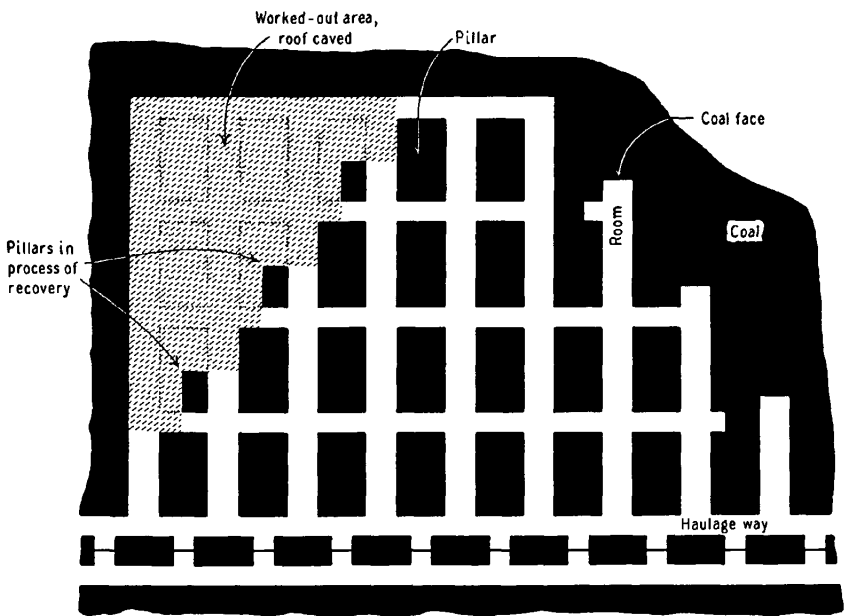 Worked-out area,
roof caved
Pillar
Coal face
Room
Coal
Pillars in
process of
recovery
Haulage way